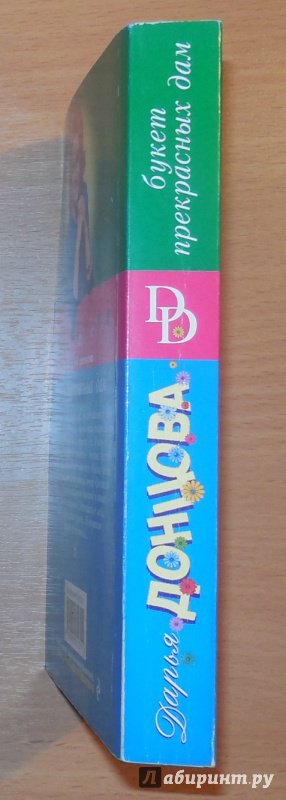 Дарья
ДОНЦОВА
DD
букет
прекрасных дам
Лабиринт.ру